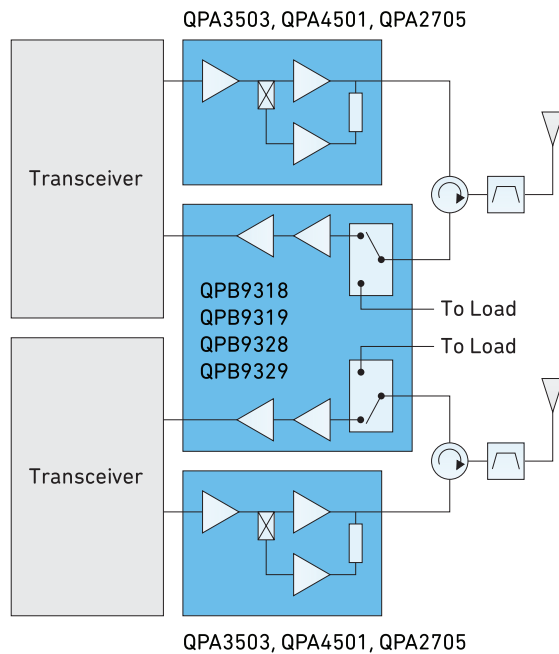 QPA3503, QPA4501, QPA2705
Transceiver
QPB9318
QPB9319
QPB9328
QPB9329
To Load
To Load
Transceiver
QPA3503, QPA4501, QPA2705